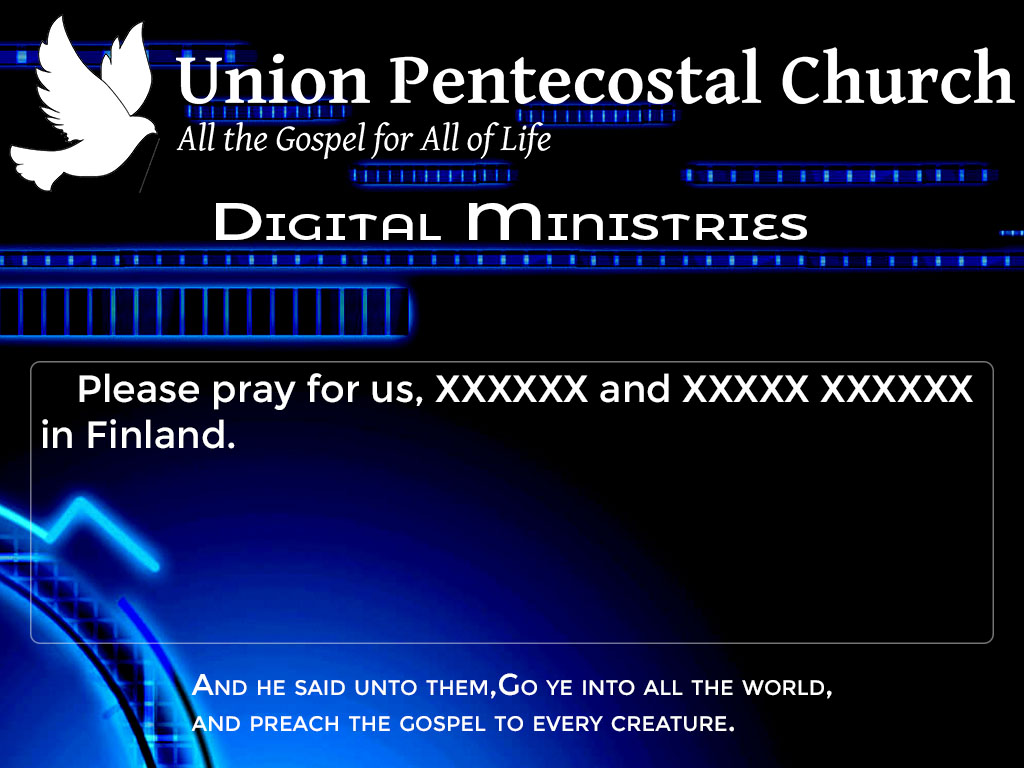 Union Pentecostal Church
All the Gospel for All of Life
Digital Ministries
Please pray for us, XXXXXX and XXXXX XXXXXX
in Finland.
And he said unto them,Go ye into all the world,
and preach the gospel to every creature.